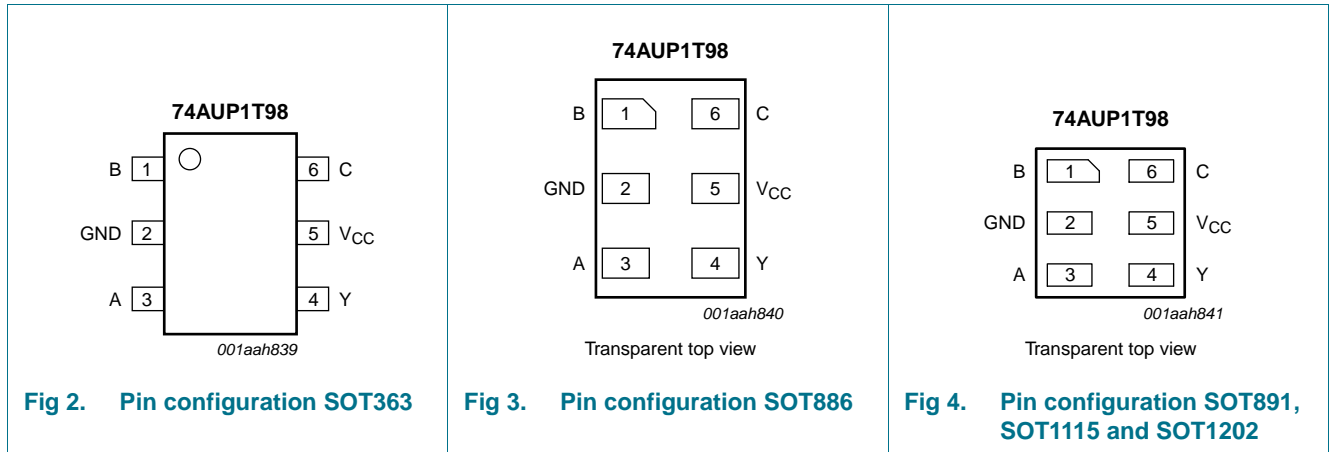 74AUP1T98
B 1 6 C
GND 2 5 VCC
A 3 4 Y
001aah839
Fig 2. Pin configuration SOT363
74AUP1T98
B 1 6 C
GND 2 5 VCC
A 3 4 Y
001aah840
Transparent top view
Fig 3. Pin configuration SOT886
74AUP1T98
B 1 6 C
GND 2 5 VCC
A 3 4 Y
001aah841
Transparent top view
Fig 4. Pin configuration SOT891,
SOT1115 and SOT1202